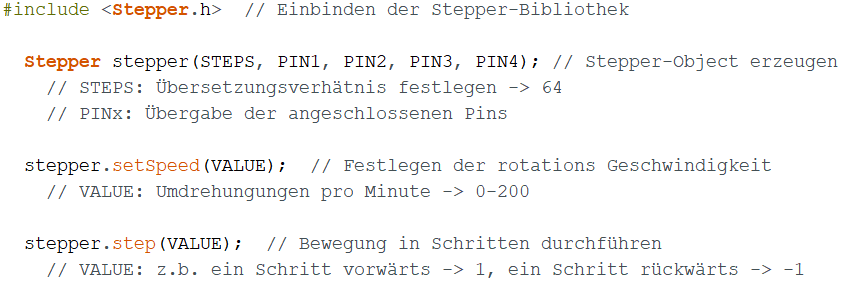 #include <Stepper.h>  // Einbinden der Stepper-Bibliothek
Stepper stepper(STEPS, PIN1, PIN2, PIN3, PIN4); // Stepper-Object erzeugen
// STEPS: Übersetzungsverhätnis festlegen -> 64
// PINx: Übergabe der angeschlossenen Pins
stepper.setSpeed(VALUE);  // Festlegen der rotations Geschwindigkeit
// VALUE: Umdrehungungen pro Minute -> 0-200
stepper.step(VALUE);  // Bewegung in Schritten durchführen
// VALUE: z.b. ein Schritt vorwärts -> 1, ein Schritt rückwärts -> -1